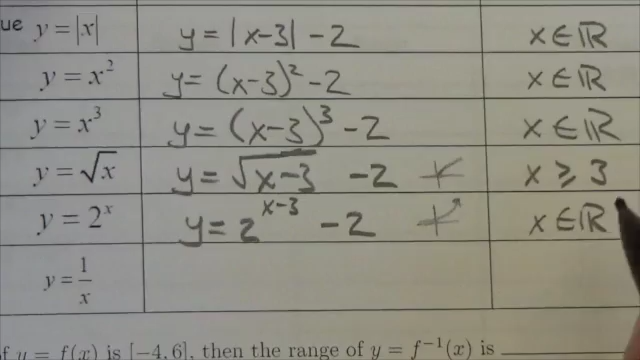 ue y = |x| y = |x-3| - 2 x ∈ ℝ
y = x² y = (x-3)² - 2 x ∈ ℝ
y = x³ y = (x-3)³ - 2 x ∈ ℝ
y = √x y = √(x-3) - 2 x ≥ 3
y = 2ˣ y = 2ˣ⁻³ - 2 x ∈ ℝ
y = 1/x
f y = f(x) is [-4, 6], then the range of y = f⁻¹(x) is